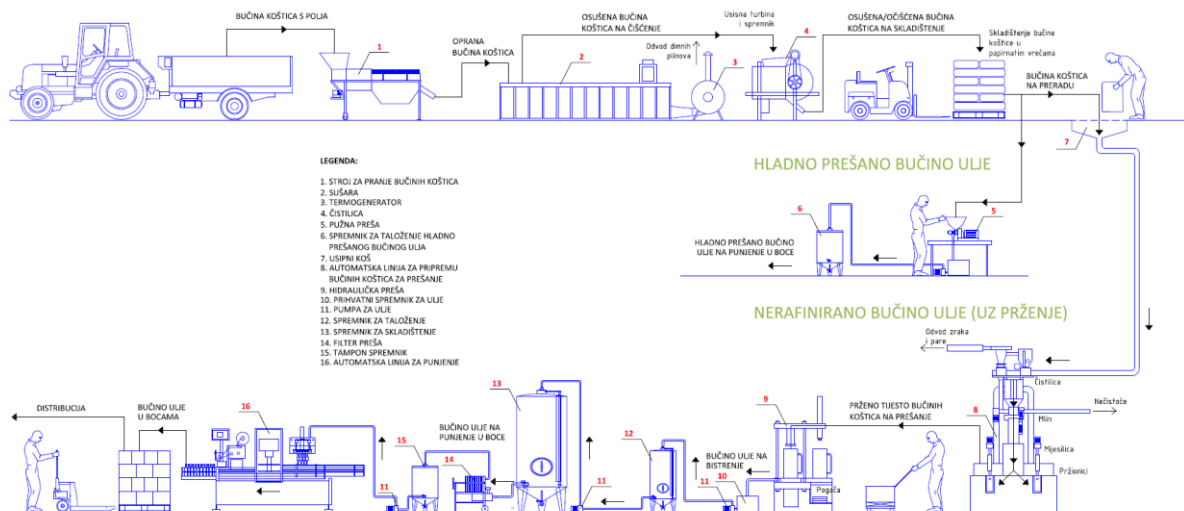 BUČINA KOŠTICA S POLJA
1
OPRANA
BUČINA KOŠTICA
OSUŠENA BUČINA
KOŠTICA NA ČIŠĆENJE
2
Odvod dimnih
plinova
3
Usisna turbina
i spremnik
4
OSUŠENA/OČIŠĆENA BUČINA
KOŠTICA NA SKLADIŠTENJE
Skladištenje bučine
koštice u
papirnatim vrećama
BUČINA KOŠTICA
NA PRERADU
7
LEGENDA:
1. STROJ ZA PRANJE BUČINIH KOŠTICA
2. SUŠARA
3. TERMOGENERATOR
4. ČISTILICA
5. PUŽNA PREŠA
6. SPREMNIK ZA TALOŽENJE HLADNO
PREŠANOG BUČINOG ULJA
7. USIPNI KOŠ
8. AUTOMATSKA LINIJA ZA PRIPREMU
BUČINIH KOŠTICA ZA PREŠANJE
9. HIDRAULIČKA PREŠA
10. PRIHVATNI SPREMNIK ZA ULJE
11. PUMPA ZA ULJE
12. SPREMNIK ZA TALOŽENJE
13. SPREMNIK ZA SKLADIŠTENJE
14. FILTER PREŠA
15. TAMPON SPREMNIK
16. AUTOMATSKA LINIJA ZA PUNJENJE
HLADNO PREŠANO BUČINO ULJE
6
5
HLADNO PREŠANO BUČINO
ULJE NA PUNJENJE U BOCE
NERAFINIRANO BUČINO ULJE (UZ PRŽENJE)
Odvod zraka
i pare
Čistilica
Nečistoće
Mlin
8
Miješilica
Prženici
PRŽENO TIJESTO BUČINIH
KOŠTICA NA PREŠANJE
9
Pogača
BUČINO ULJE NA
BISTRENJE
10
11
12
11
13
BUČINO ULJE NA
PUNJENJE U BOCE
14
15
11
16
BUČINO ULJE
U BOCAMA
DISTRIBUCIJA